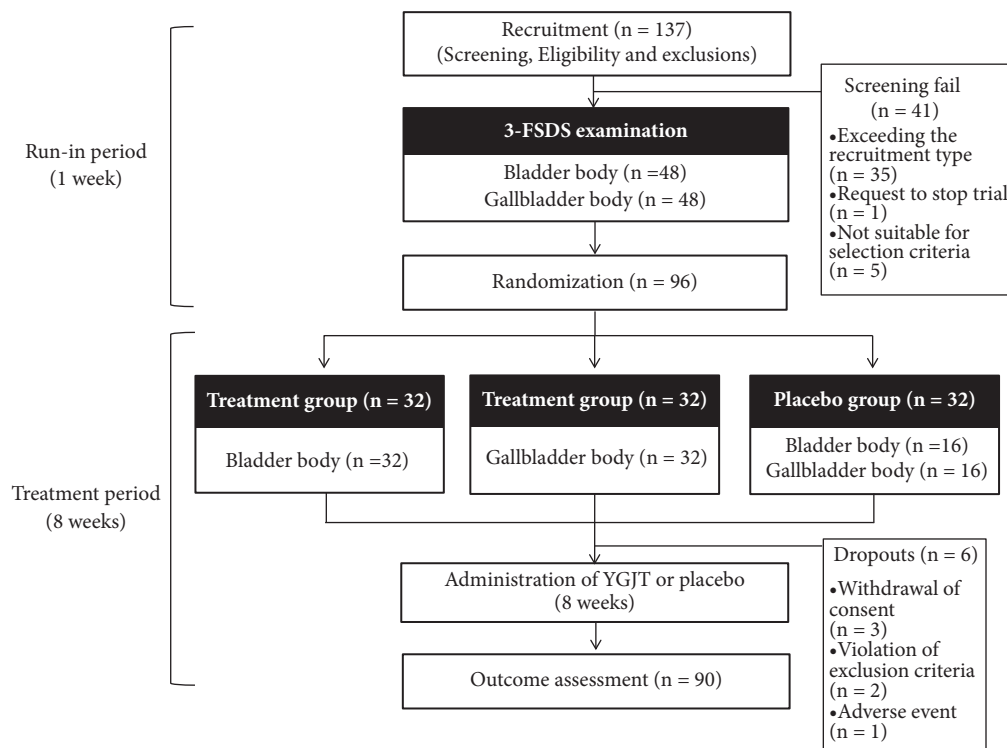 Recruitment (n = 137)
(Screening, Eligibility and exclusions)
Screening fail
(n = 41)
•Exceeding the
recruitment type
(n = 35)
•Request to stop trial
(n = 1)
•Not suitable for
selection criteria
(n = 5)
Run-in period
(1 week)
3-FSDS examination
Bladder body (n =48)
Gallbladder body (n = 48)
Randomization (n = 96)
Treatment period
(8 weeks)
Treatment group (n = 32)
Bladder body (n =32)
Treatment group (n = 32)
Gallbladder body (n = 32)
Placebo group (n = 32)
Bladder body (n =16)
Gallbladder body (n = 16)
Dropouts (n = 6)
•Withdrawal of
consent
(n = 3)
•Violation of
exclusion criteria
(n = 2)
•Adverse event
(n = 1)
Administration of YGJT or placebo
(8 weeks)
Outcome assessment (n = 90)